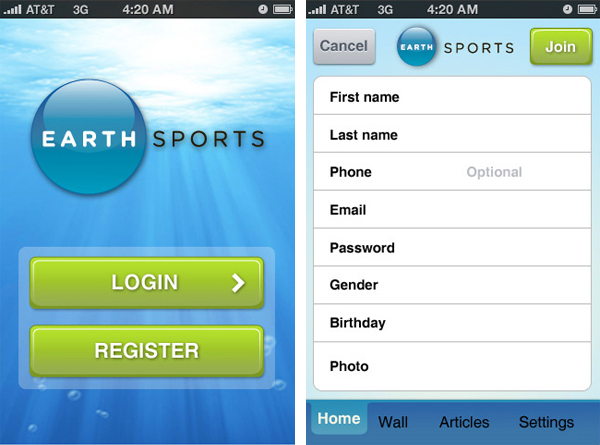 AT&T 3G 4:20 AM
EARTH SPORTS
LOGIN
REGISTER
AT&T 3G 4:20 AM
Cancel EARTH SPORTS Join
First name
Last name
Phone Optional
Email
Password
Gender
Birthday
Photo
Home Wall Articles Settings